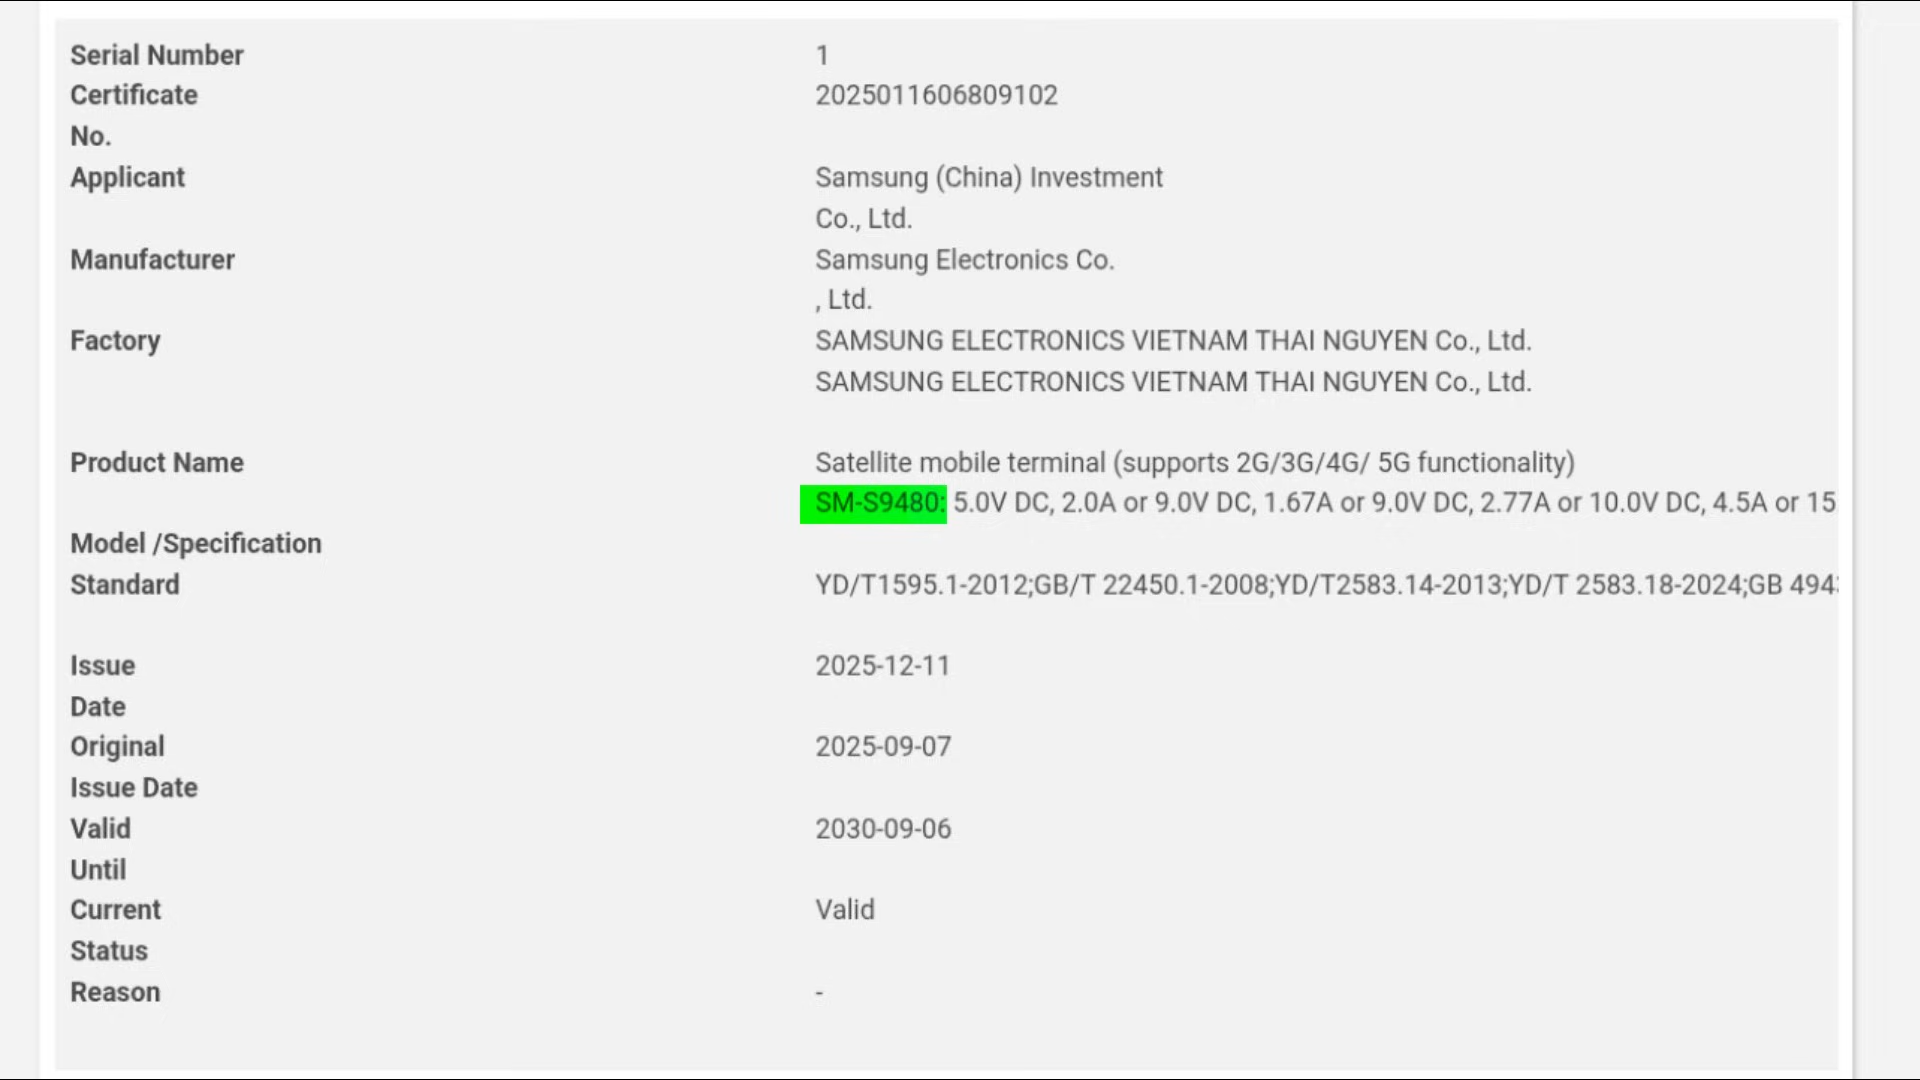 Serial Number 1
Certificate 2025011606809102
No.
Applicant Samsung (China) Investment
Co., Ltd.
Manufacturer Samsung Electronics Co.
, Ltd.
Factory SAMSUNG ELECTRONICS VIETNAM THAI NGUYEN Co., Ltd.
SAMSUNG ELECTRONICS VIETNAM THAI NGUYEN Co., Ltd.
Product Name Satellite mobile terminal (supports 2G/3G/4G/ 5G functionality)
SM-S9480: 5.0V DC, 2.0A or 9.0V DC, 1.67A or 9.0V DC, 2.77A or 10.0V DC, 4.5A or 15
Model /Specification
Standard YD/T1595.1-2012;GB/T 22450.1-2008;YD/T2583.14-2013;YD/T 2583.18-2024;GB 494
Issue 2025-12-11
Date
Original 2025-09-07
Issue Date
Valid 2030-09-06
Until
Current Valid
Status
Reason -